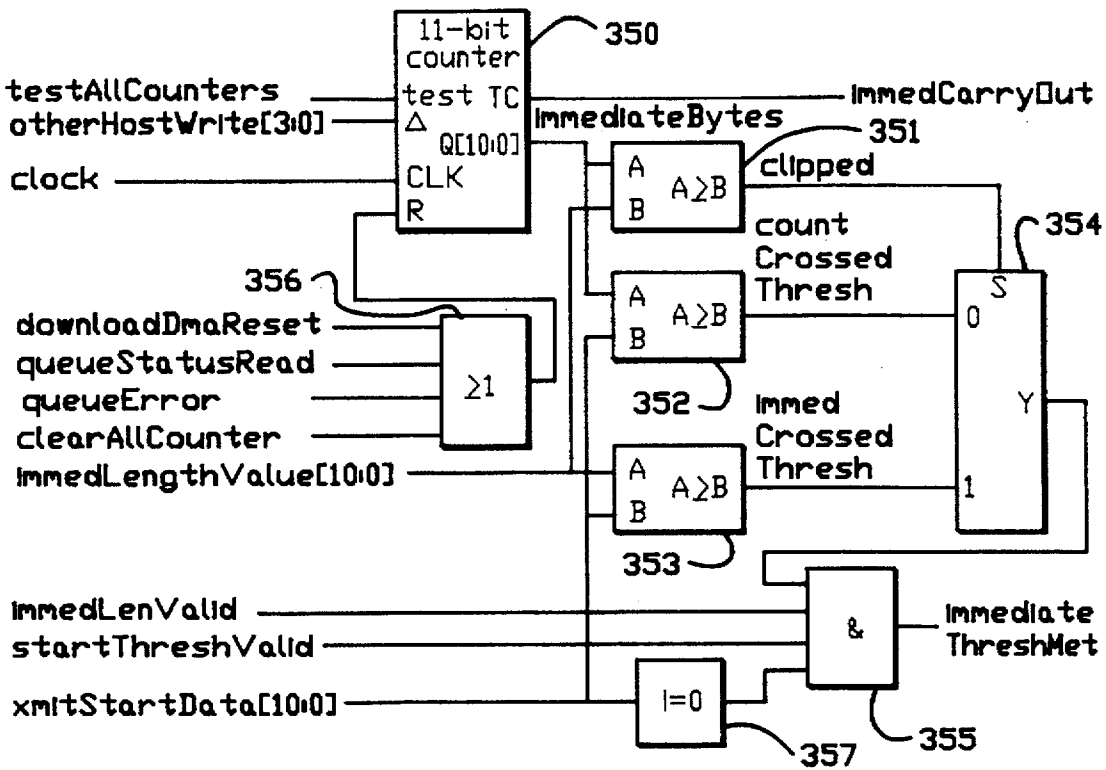 11-bit
counter
350
testAllCounters
test TC
immedCarryOut
otherHostWrite[3:0]
Δ
ImmediateBytes
Q[10:0]
351
clock
CLK
R
A
B
A≥B
clipped
354
356
count
Crossed
Thresh
S
downloadDmaReset
A
B
A≥B
0
queueStatusRead
≥1
queueError
352
Y
clearAllCounter
immed
Crossed
Thresh
immedLengthValue[10:0]
A
B
A≥B
1
353
immedLenValid
&
immediate
ThreshMet
startThreshValid
xmitStartData[10:0]
!=0
357
355